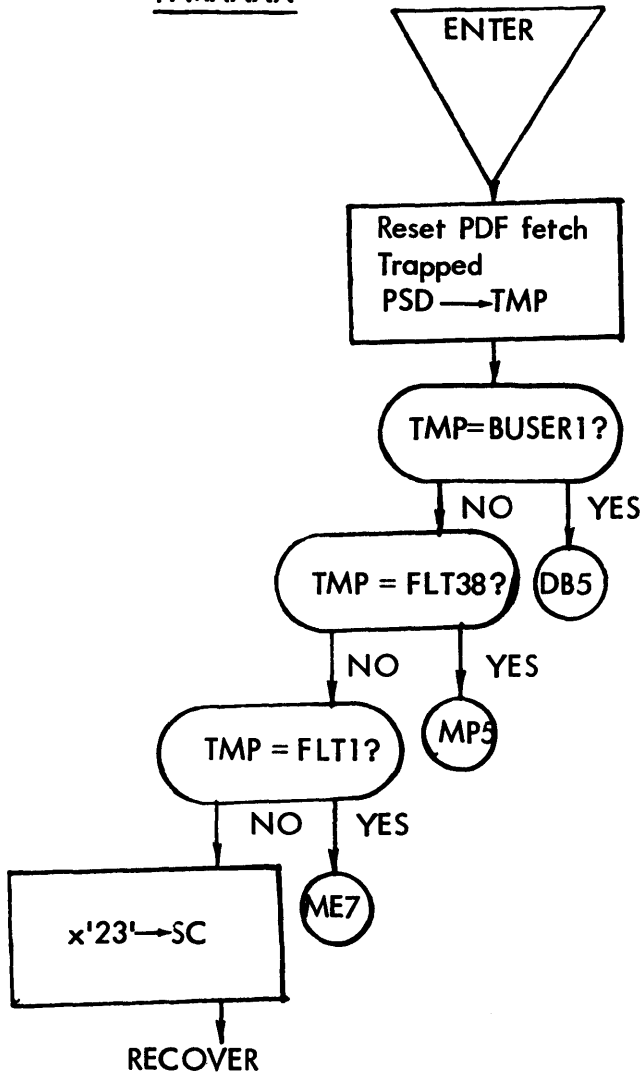 ENTER
Reset PDF fetch
Trapped
PSD → TMP
TMP=BUSER1?
NO
YES
TMP = FLT38?
DB5
NO
YES
TMP = FLT1?
MP5
NO
YES
x'23'→SC
ME7
RECOVER